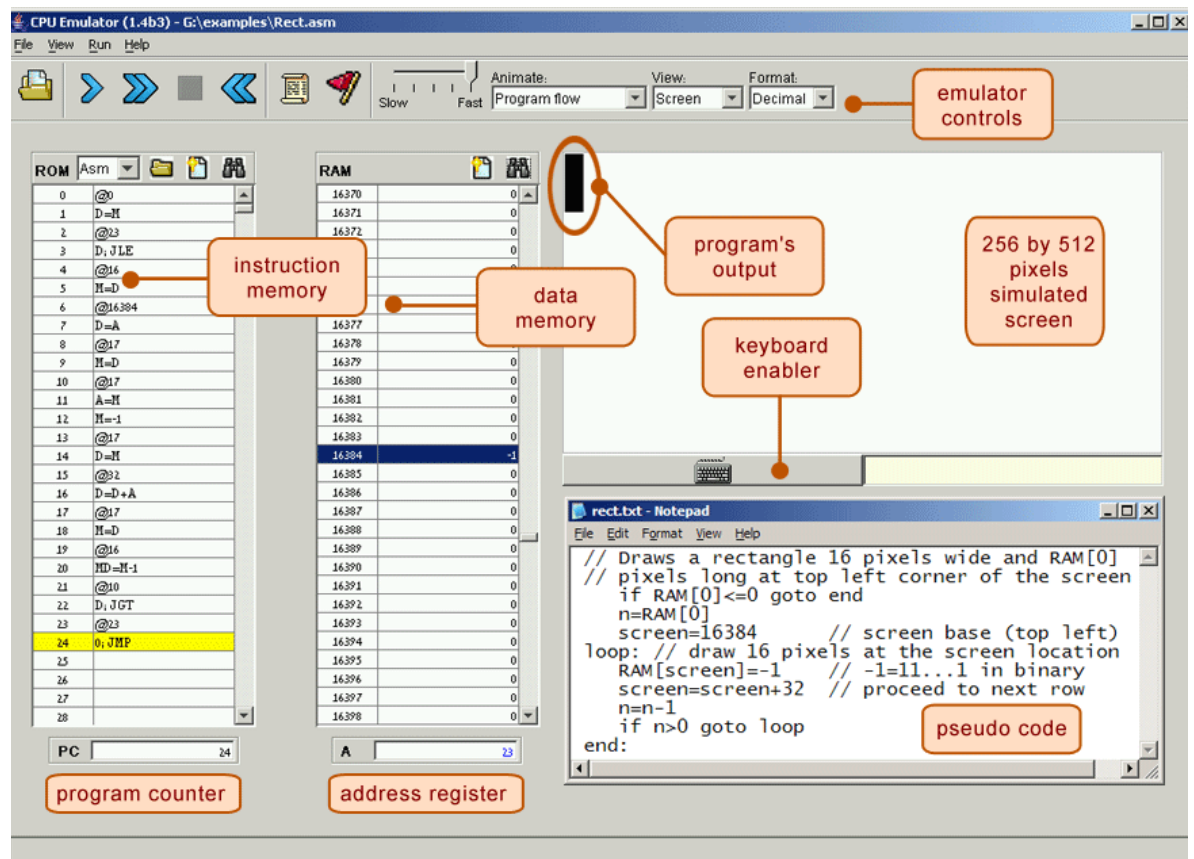 CPU Emulator (1.4b3) - G:\examples\Rect.asm
File View Run Help
Slow Fast
Animate:
Program flow
View:
Screen
Format:
Decimal
emulator
controls
ROM Asm
0 @0
1 D=M
2 @23
3 D;JLE
4 @16
5 M=D
6 @16384
7 D=A
8 @17
9 M=D
10 @17
11 A=M
12 M=-1
13 @17
14 D=M
15 @32
16 D=D+A
17 @17
18 M=D
19 @16
20 MD=M-1
21 @10
22 D;JGT
23 @23
24 0;JMP
25
26
27
28
instruction
memory
PC 24
program counter
RAM
16370 0
16371 0
16372 0
0
16377
16378 0
16379 0
16380 0
16381 0
16382 0
16383 0
16384 -1
16385 0
16386 0
16387 0
16388 0
16389 0
16390 0
16391 0
16392 0
16393 0
16394 0
16395 0
16396 0
16397 0
16398 0
data
memory
A 23
address register
program's
output
256 by 512
pixels
simulated
screen
keyboard
enabler
rect.txt - Notepad
File Edit Format View Help
// Draws a rectangle 16 pixels wide and RAM[0]
// pixels long at top left corner of the screen
if RAM[0]<=0 goto end
n=RAM[0]
screen=16384 // screen base (top left)
loop: // draw 16 pixels at the screen location
RAM[screen]=-1 // -1=11...1 in binary
screen=screen+32 // proceed to next row
n=n-1
if n>0 goto loop
end:
pseudo code